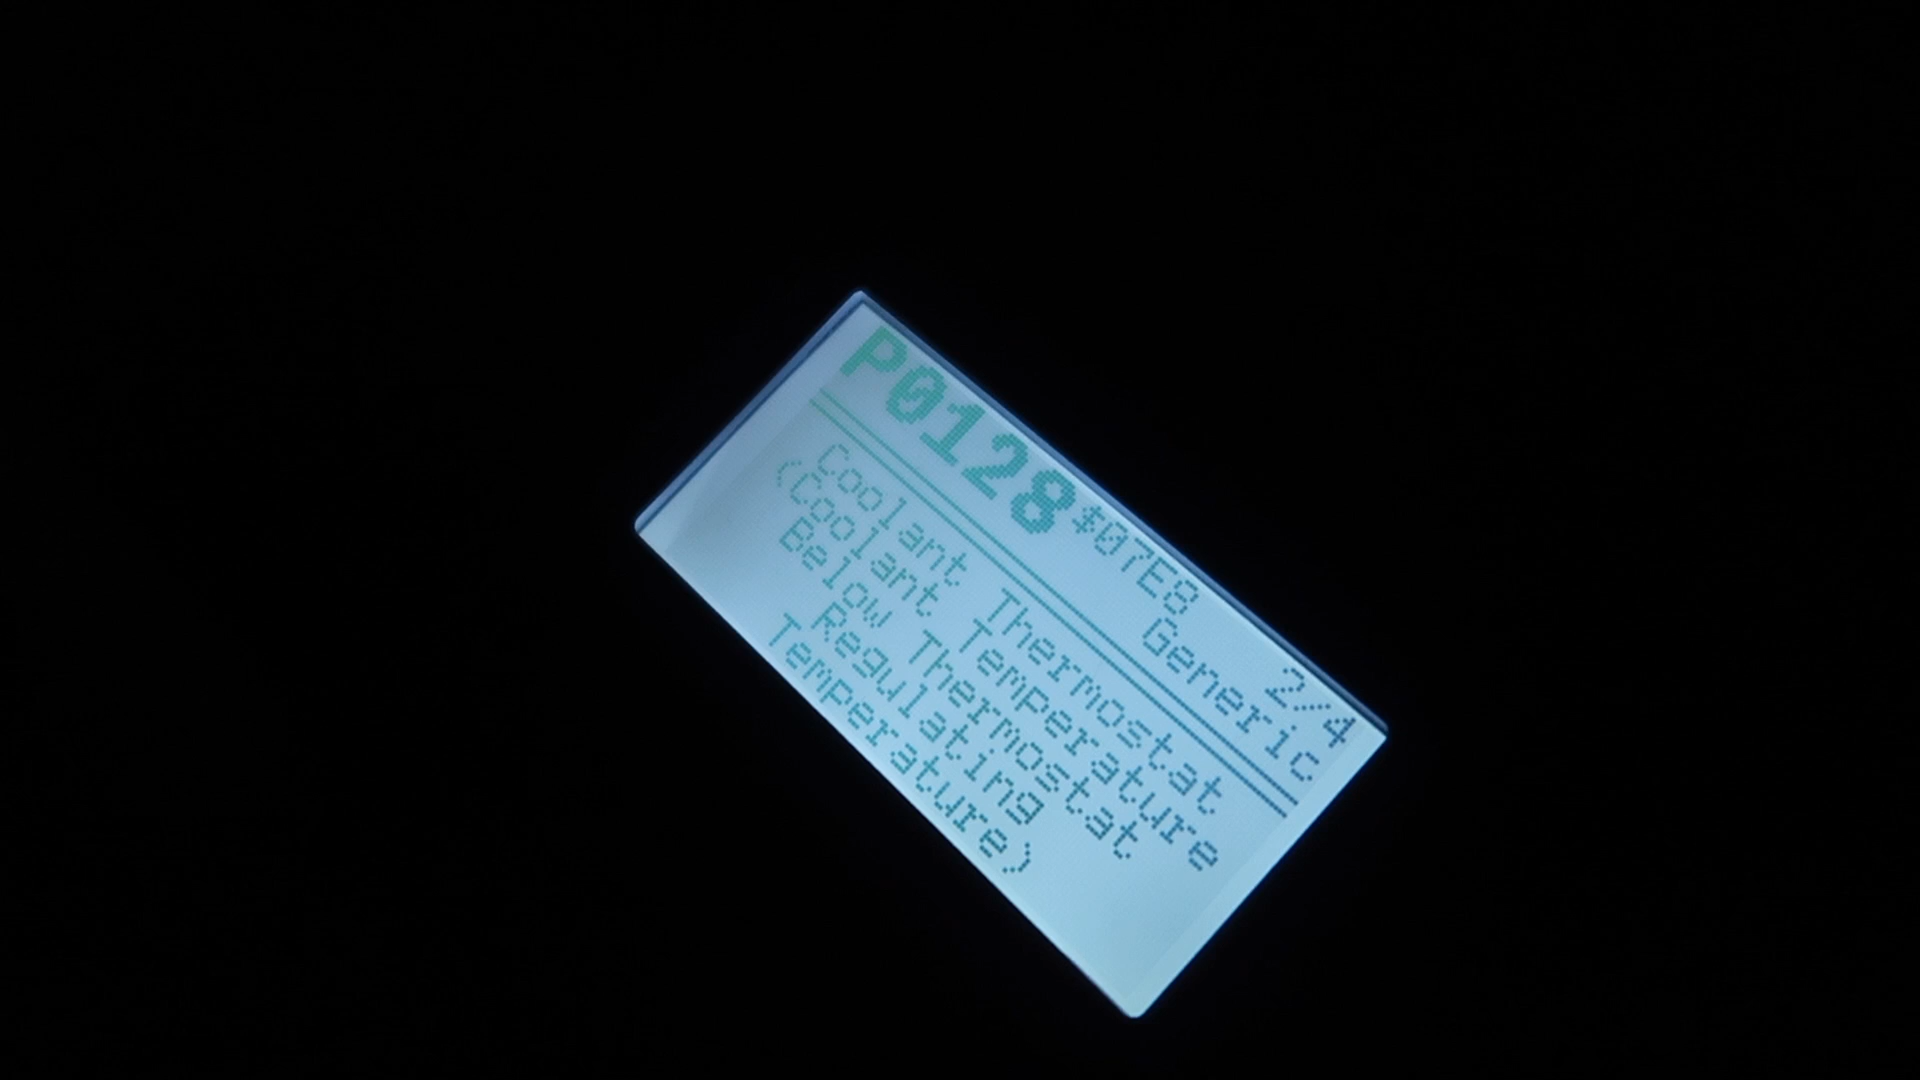 P0128 $07E8 2/4
Generic
Coolant Thermostat
(Coolant Temperature
Below Thermostat
Regulating
Temperature)